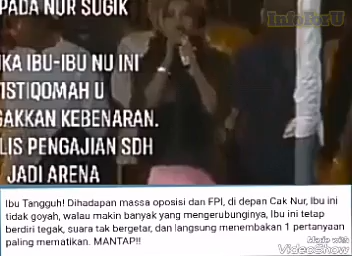 PADA NUR SUGIK
InfoForU
KA IBU-IBU NU INI
ISTIQOMAH U
GAKKAN KEBENARAN.
LIS PENGAJIAN SDH
JADI ARENA
Ibu Tangguh! Dihadapan massa oposisi dan FPI, di depan Cak Nur, Ibu ini
tidak goyah, walau makin banyak yang mengerubunginya, Ibu ini tetap
berdiri tegak, suara tak bergetar, dan langsung menembakan 1 pertanyaan
paling mematikan. MANTAP!!
Made with
VideoShow